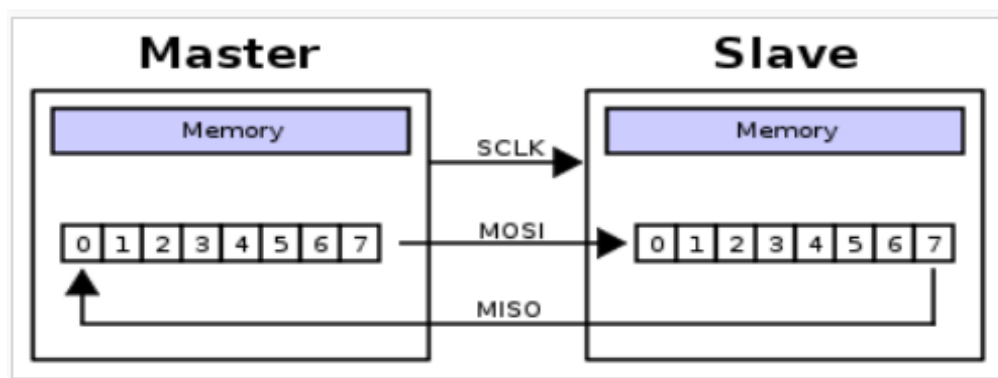 Master Slave
Memory Memory
SCLK
MOSI
0 1 2 3 4 5 6 7 0 1 2 3 4 5 6 7
MISO